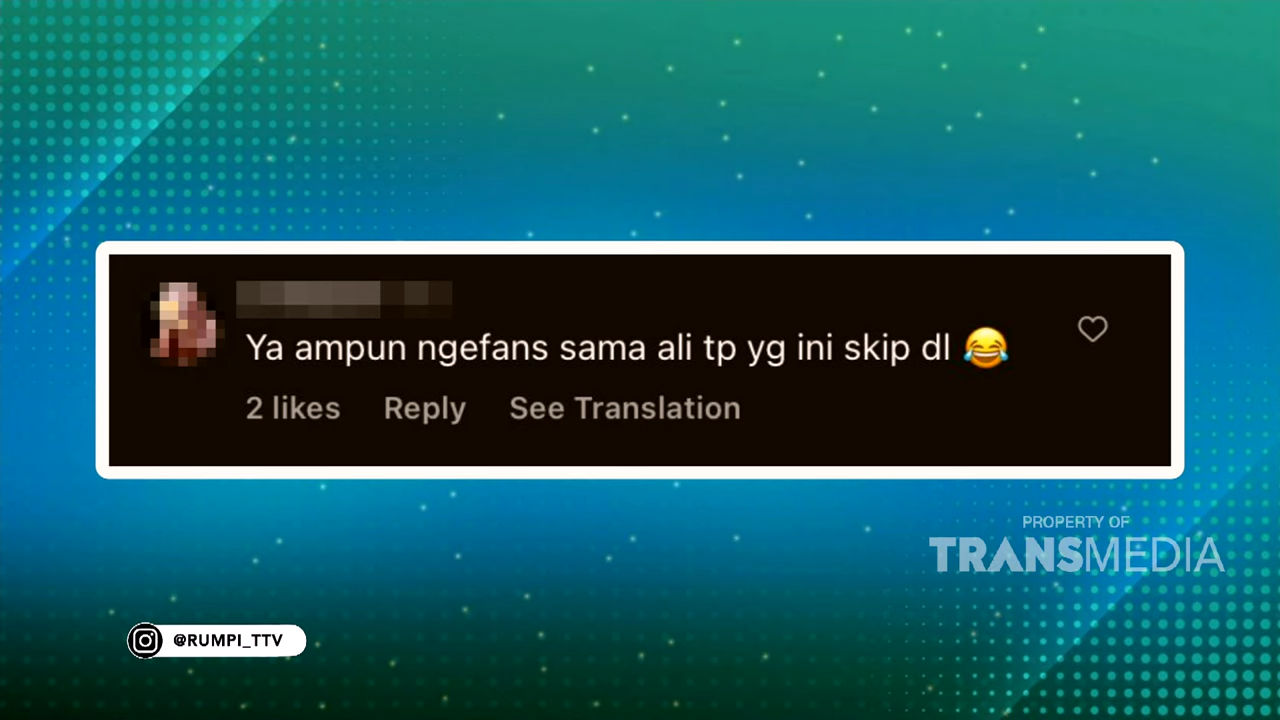 Ya ampun ngefans sama ali tp yg ini skip dl 😂
2 likes Reply See Translation
PROPERTY OF
TRANSMEDIA
@RUMPI_TTV